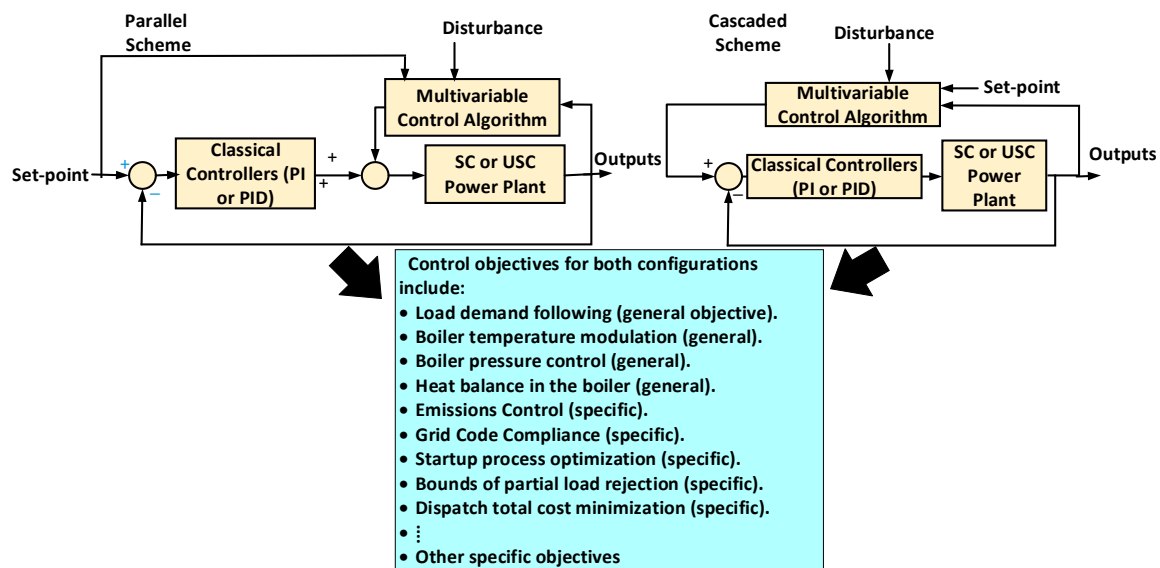 Parallel
Scheme
Disturbance
Multivariable
Control Algorithm
Set-point
+
−
Classical
Controllers (PI
or PID)
+
+
SC or USC
Power Plant
Outputs
Cascaded
Scheme
Disturbance
Multivariable
Control Algorithm
Set-point
+
−
Classical Controllers
(PI or PID)
SC or USC
Power
Plant
Outputs
Control objectives for both configurations
include:
• Load demand following (general objective).
• Boiler temperature modulation (general).
• Boiler pressure control (general).
• Heat balance in the boiler (general).
• Emissions Control (specific).
• Grid Code Compliance (specific).
• Startup process optimization (specific).
• Bounds of partial load rejection (specific).
• Dispatch total cost minimization (specific).
• ⁞
• Other specific objectives